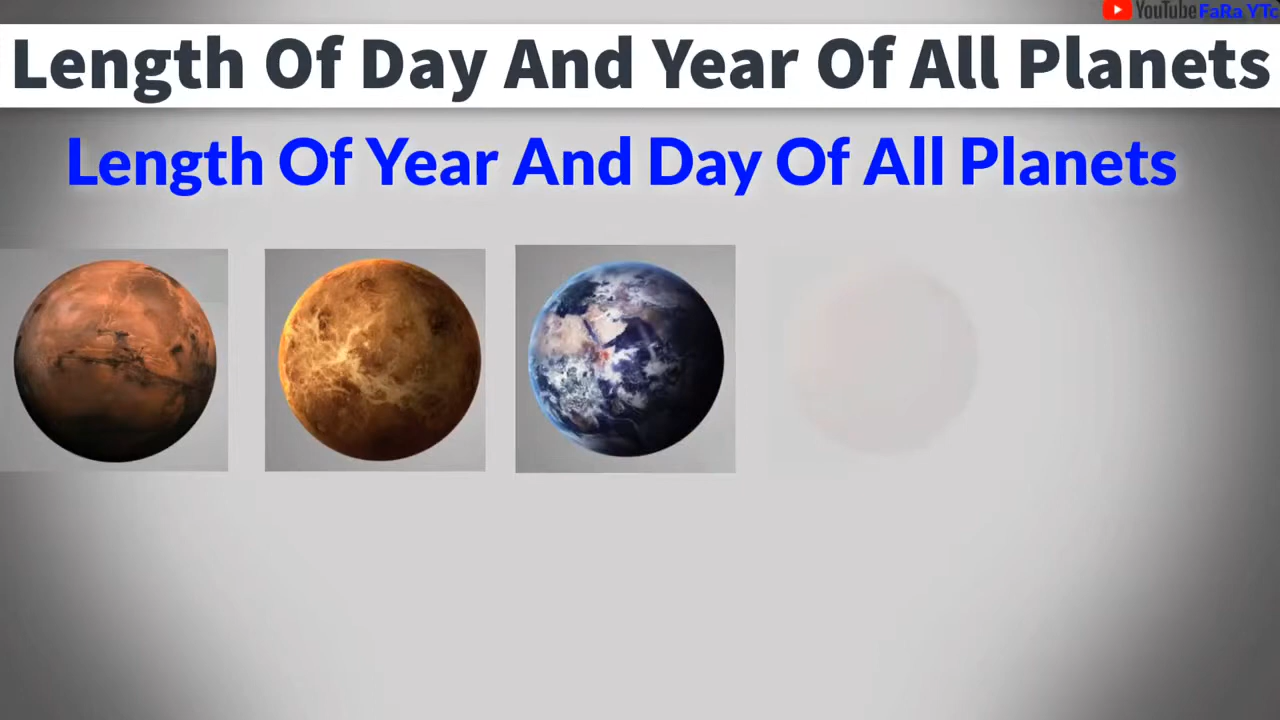 YouTube FaRa YTc
Length Of Day And Year Of All Planets
Length Of Year And Day Of All Planets